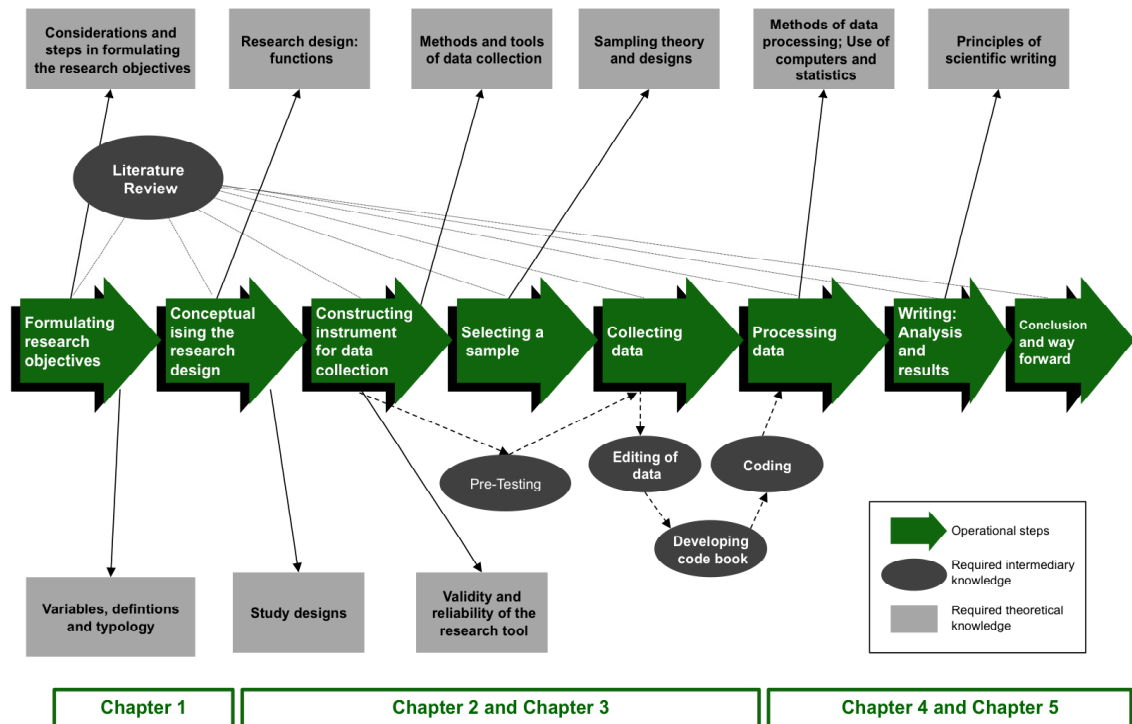 Considerations and
steps in formulating
the research objectives
Research design:
functions
Methods and tools
of data collection
Sampling theory
and designs
Methods of data
processing; Use of
computers and
statistics
Principles of
scientific writing
Literature
Review
Formulating
research
objectives
Conceptual
ising the
research
design
Constructing
instrument
for data
collection
Selecting a
sample
Collecting
data
Processing
data
Writing:
Analysis
and
results
Conclusion
and way
forward
Pre-Testing
Editing of
data
Coding
Developing
code book
Operational steps
Required intermediary
knowledge
Required theoretical
knowledge
Variables, defintions
and typology
Study designs
Validity and
reliability of the
research tool
Chapter 1
Chapter 2 and Chapter 3
Chapter 4 and Chapter 5